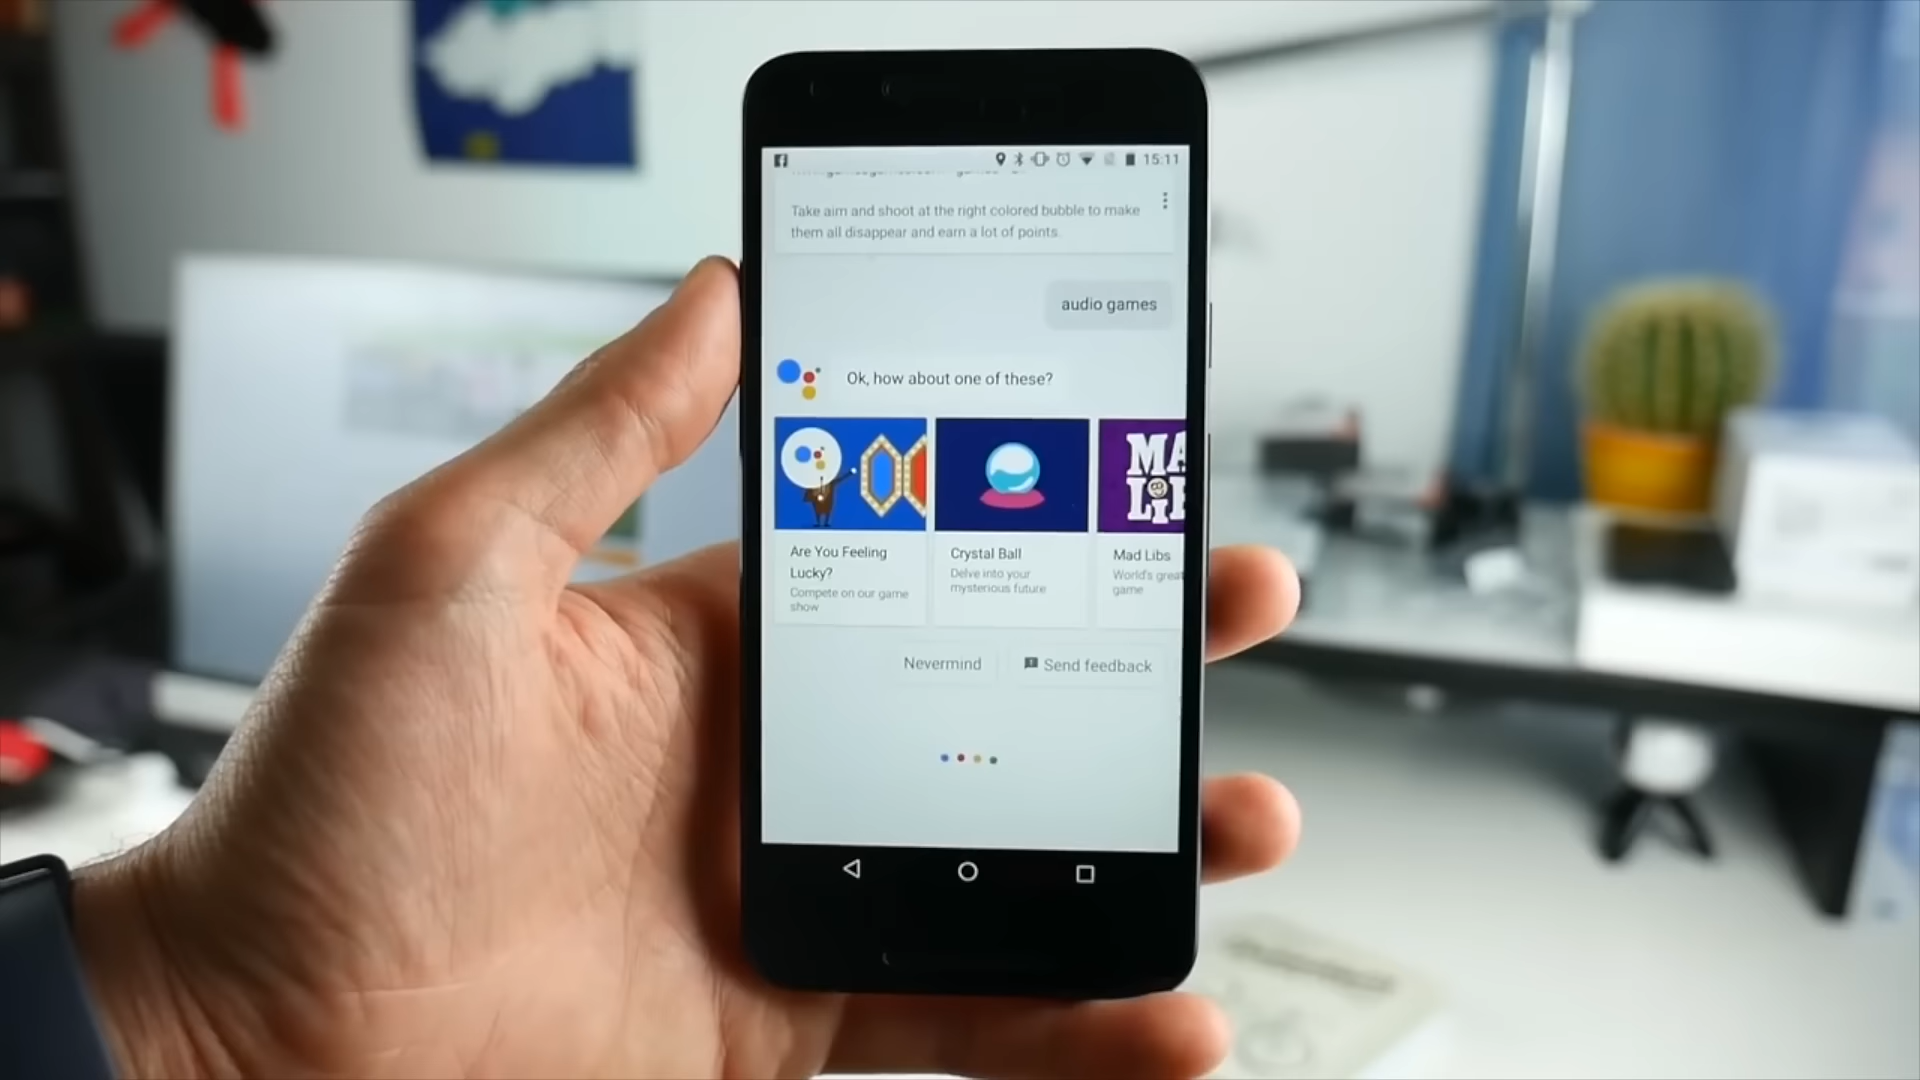 15:11
Take aim and shoot at the right colored bubble to make
them all disappear and earn a lot of points.
audio games
Ok, how about one of these?
MA
LIB
Are You Feeling
Lucky?
Compete on our game
show
Crystal Ball
Delve into your
mysterious future
Mad Libs
World's great
game
Nevermind
Send feedback